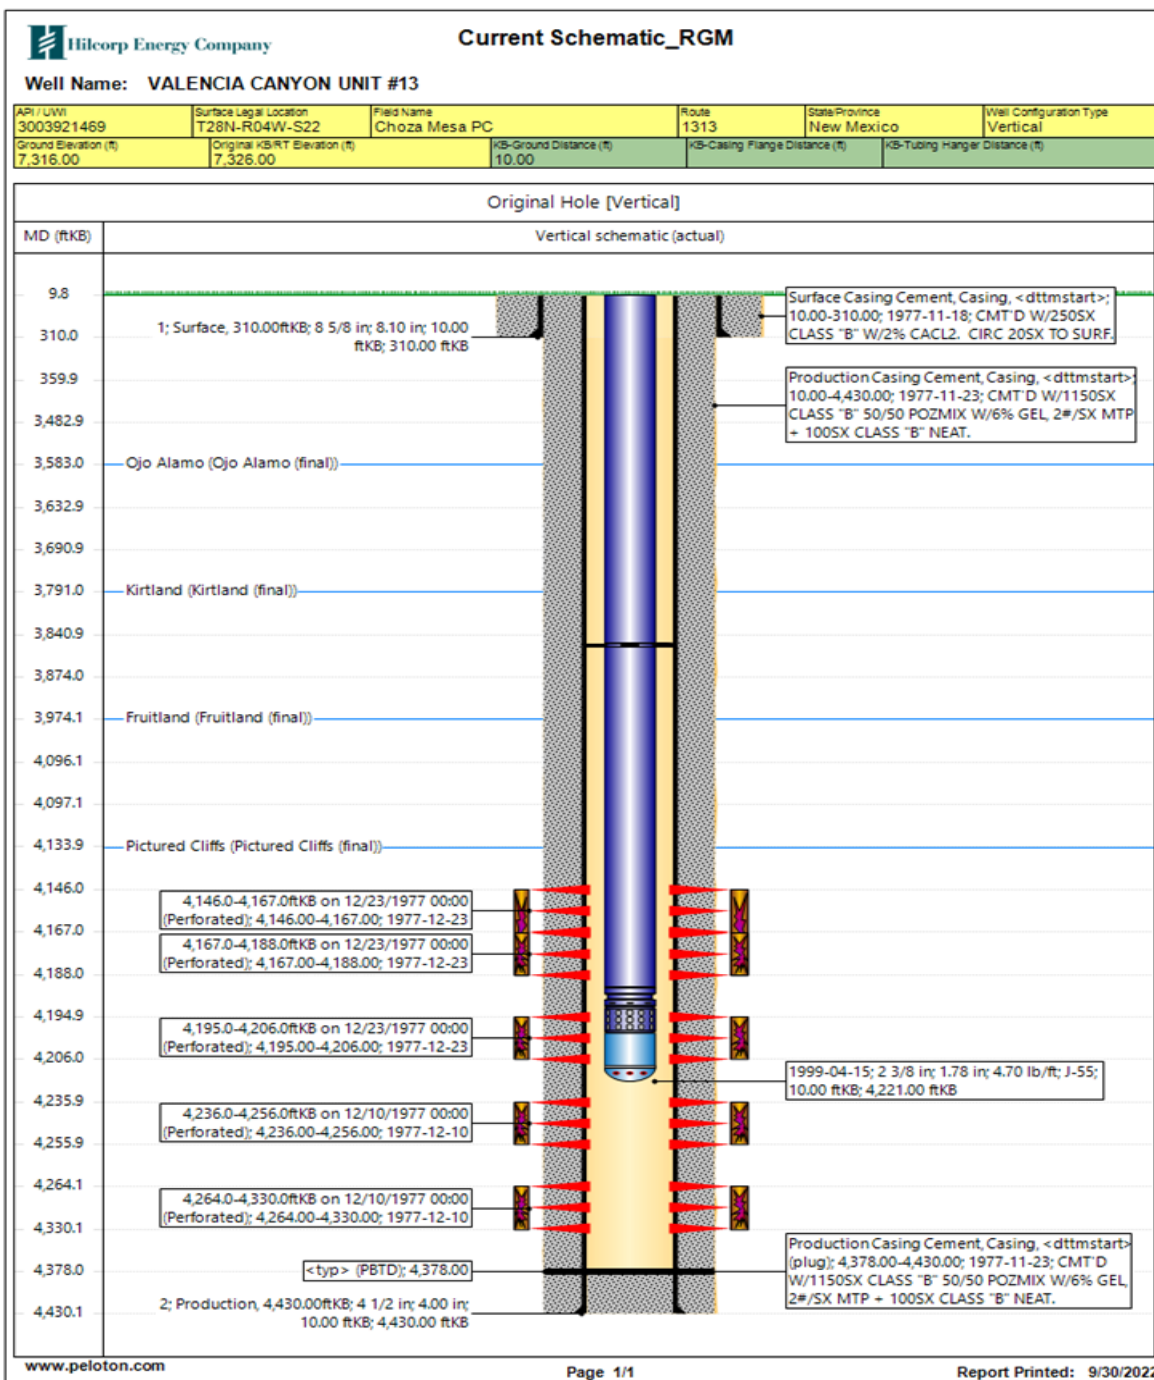 Hilcorp Energy Company
Current Schematic_RGM
Well Name: VALENCIA CANYON UNIT #13
API / UWI Surface Legal Location Field Name Route State/Province Well Configuration Type
3003921469 T28N-R04W-S22 Choza Mesa PC 1313 New Mexico Vertical
Ground Elevation (ft) Original KB/RT Elevation (ft) KB-Ground Distance (ft) KB-Casing Flange Distance (ft) KB-Tubing Hanger Distance (ft)
7,316.00 7,326.00 10.00
Original Hole [Vertical]
MD (ftKB) Vertical schematic (actual)
9.8
310.0
359.9
3,482.9
3,583.0
3,632.9
3,690.9
3,791.0
3,840.9
3,874.0
3,974.1
4,096.1
4,097.1
4,133.9
4,146.0
4,167.0
4,188.0
4,194.9
4,206.0
4,235.9
4,255.9
4,264.1
4,330.1
4,378.0
4,430.1
1; Surface, 310.00ftKB; 8 5/8 in; 8.10 in; 10.00
ftKB; 310.00 ftKB
Surface Casing Cement, Casing, <dttmstart>;
10.00-310.00; 1977-11-18; CMT'D W/250SX
CLASS "B" W/2% CACL2. CIRC 20SX TO SURF.
Production Casing Cement, Casing, <dttmstart>;
10.00-4,430.00; 1977-11-23; CMT'D W/1150SX
CLASS "B" 50/50 POZMIX W/6% GEL, 2#/SX MTP
+ 100SX CLASS "B" NEAT.
Ojo Alamo (Ojo Alamo (final))
Kirtland (Kirtland (final))
Fruitland (Fruitland (final))
Pictured Cliffs (Pictured Cliffs (final))
4,146.0-4,167.0ftKB on 12/23/1977 00:00
(Perforated); 4,146.00-4,167.00; 1977-12-23
4,167.0-4,188.0ftKB on 12/23/1977 00:00
(Perforated); 4,167.00-4,188.00; 1977-12-23
4,195.0-4,206.0ftKB on 12/23/1977 00:00
(Perforated); 4,195.00-4,206.00; 1977-12-23
1999-04-15; 2 3/8 in; 1.78 in; 4.70 lb/ft; J-55;
10.00 ftKB; 4,221.00 ftKB
4,236.0-4,256.0ftKB on 12/10/1977 00:00
(Perforated); 4,236.00-4,256.00; 1977-12-10
4,264.0-4,330.0ftKB on 12/10/1977 00:00
(Perforated); 4,264.00-4,330.00; 1977-12-10
<typ> (PBTD); 4,378.00
Production Casing Cement, Casing, <dttmstart>
(plug); 4,378.00-4,430.00; 1977-11-23; CMT'D
W/1150SX CLASS "B" 50/50 POZMIX W/6% GEL,
2#/SX MTP + 100SX CLASS "B" NEAT.
2; Production, 4,430.00ftKB; 4 1/2 in; 4.00 in;
10.00 ftKB; 4,430.00 ftKB
www.peloton.com
Page 1/1
Report Printed: 9/30/2022